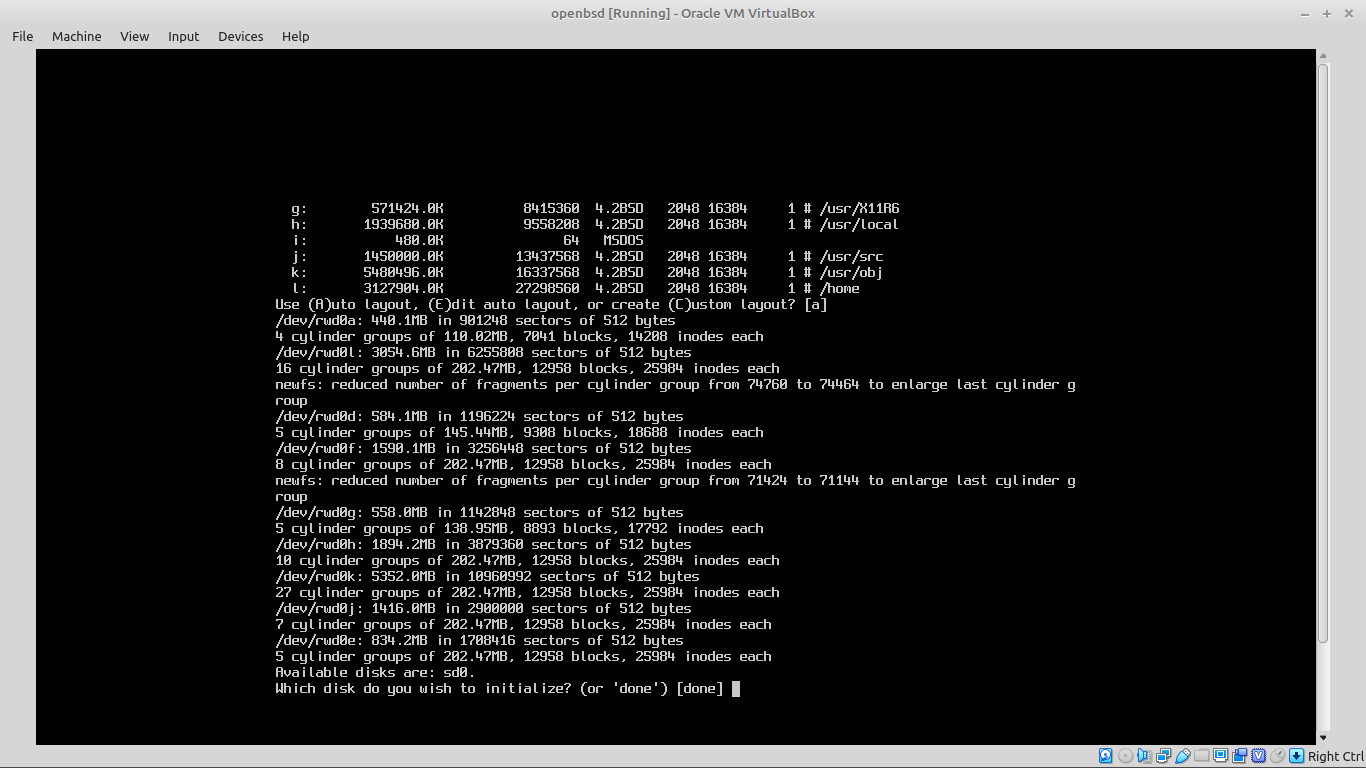 openbsd [Running] - Oracle VM VirtualBox
File Machine View Input Devices Help
g: 571424.0K 8415360 4.2BSD 2048 16384 1 # /usr/X11R6
h: 1939680.0K 9558208 4.2BSD 2048 16384 1 # /usr/local
i: 480.0K 64 MSDOS
j: 1450000.0K 13437568 4.2BSD 2048 16384 1 # /usr/src
k: 5480496.0K 16337568 4.2BSD 2048 16384 1 # /usr/obj
l: 3127904.0K 27298560 4.2BSD 2048 16384 1 # /home
Use (A)uto layout, (E)dit auto layout, or create (C)ustom layout? [a]
/dev/rwd0a: 440.1MB in 901248 sectors of 512 bytes
4 cylinder groups of 110.02MB, 7041 blocks, 14208 inodes each
/dev/rwd0l: 3054.6MB in 6255808 sectors of 512 bytes
16 cylinder groups of 202.47MB, 12958 blocks, 25984 inodes each
newfs: reduced number of fragments per cylinder group from 74760 to 74464 to enlarge last cylinder g
roup
/dev/rwd0d: 584.1MB in 1196224 sectors of 512 bytes
5 cylinder groups of 145.44MB, 9308 blocks, 18688 inodes each
/dev/rwd0f: 1590.1MB in 3256448 sectors of 512 bytes
8 cylinder groups of 202.47MB, 12958 blocks, 25984 inodes each
newfs: reduced number of fragments per cylinder group from 71424 to 71144 to enlarge last cylinder g
roup
/dev/rwd0g: 558.0MB in 1142848 sectors of 512 bytes
5 cylinder groups of 138.95MB, 8893 blocks, 17792 inodes each
/dev/rwd0h: 1894.2MB in 3879360 sectors of 512 bytes
10 cylinder groups of 202.47MB, 12958 blocks, 25984 inodes each
/dev/rwd0k: 5352.0MB in 10960992 sectors of 512 bytes
27 cylinder groups of 202.47MB, 12958 blocks, 25984 inodes each
/dev/rwd0j: 1416.0MB in 2900000 sectors of 512 bytes
7 cylinder groups of 202.47MB, 12958 blocks, 25984 inodes each
/dev/rwd0e: 834.2MB in 1708416 sectors of 512 bytes
5 cylinder groups of 202.47MB, 12958 blocks, 25984 inodes each
Available disks are: sd0.
Which disk do you wish to initialize? (or 'done') [done]
Right Ctrl